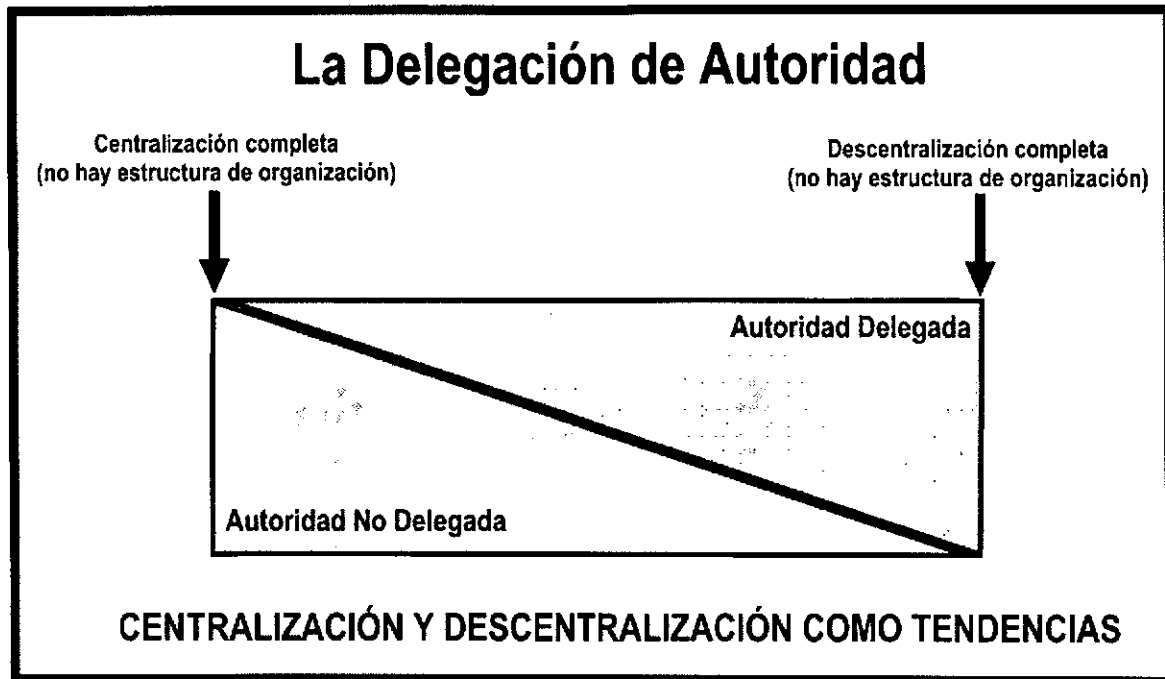 La Delegación de Autoridad
Centralización completa
(no hay estructura de organización)
Descentralización completa
(no hay estructura de organización)
Autoridad Delegada
Autoridad No Delegada
CENTRALIZACIÓN Y DESCENTRALIZACIÓN COMO TENDENCIAS